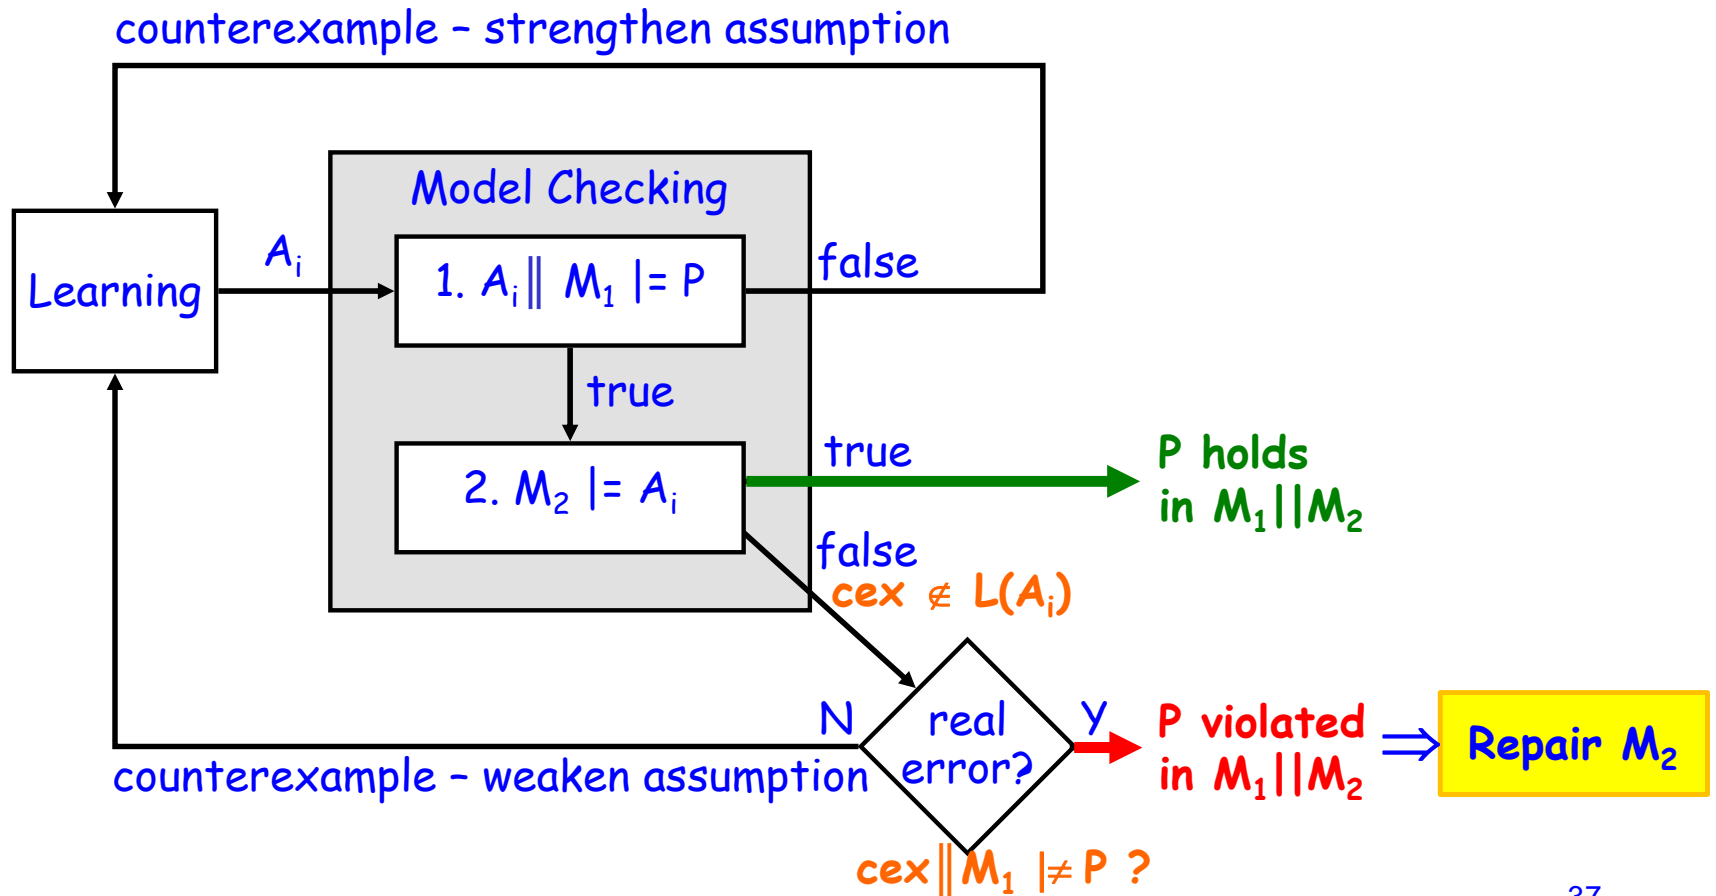 counterexample – strengthen assumption
Model Checking
Learning
Aᵢ
1. Aᵢ || M₁ |= P
false
true
2. M₂ |= Aᵢ
true
P holds
in M₁||M₂
false
cex ∉ L(Aᵢ)
N
real
error?
Y
P violated
in M₁||M₂
⇒
Repair M₂
counterexample – weaken assumption
cex || M₁ |≠ P ?
37